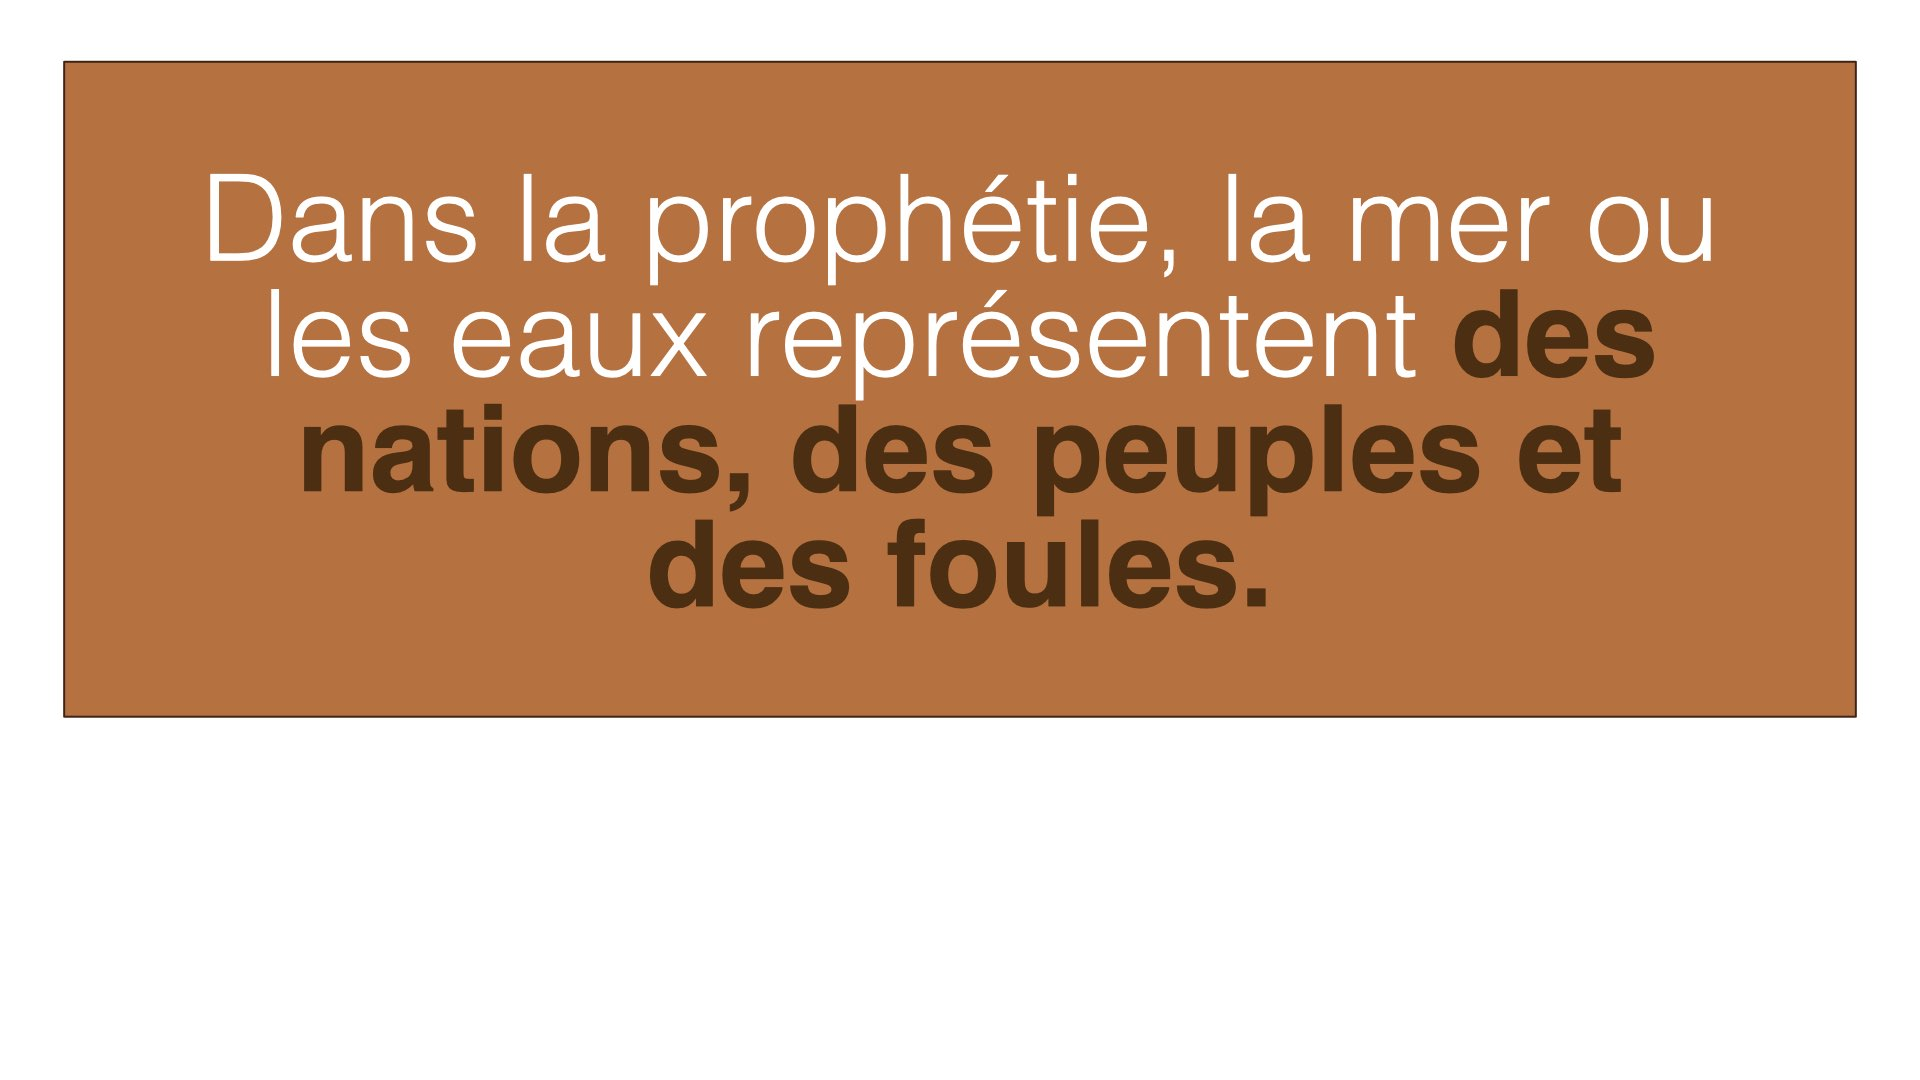 Dans la prophétie, la mer ou
les eaux représentent des
nations, des peuples et
des foules.